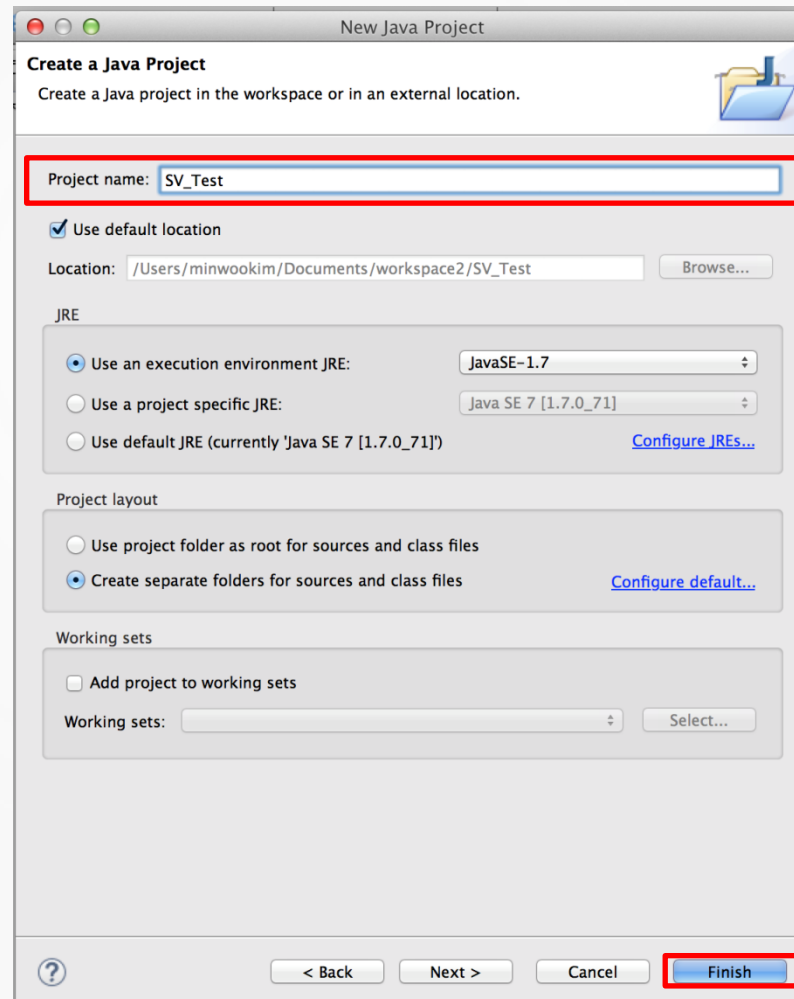 New Java Project
Create a Java Project
Create a Java project in the workspace or in an external location.
Project name: SV_Test
Use default location
Location: /Users/minwookim/Documents/workspace2/SV_Test Browse...
JRE
Use an execution environment JRE: JavaSE-1.7
Use a project specific JRE: Java SE 7 [1.7.0_71]
Use default JRE (currently 'Java SE 7 [1.7.0_71]') Configure JREs...
Project layout
Use project folder as root for sources and class files
Create separate folders for sources and class files Configure default...
Working sets
Add project to working sets
Working sets: Select...
? < Back Next > Cancel Finish